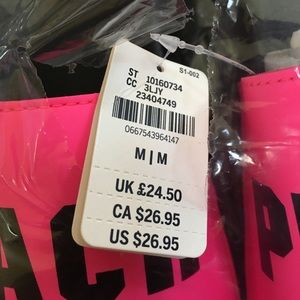 S1-002
ST 10160734
CC 3LJY
23404749
0667543964147
M|M
UK £24.50
CA $26.95
US $26.95